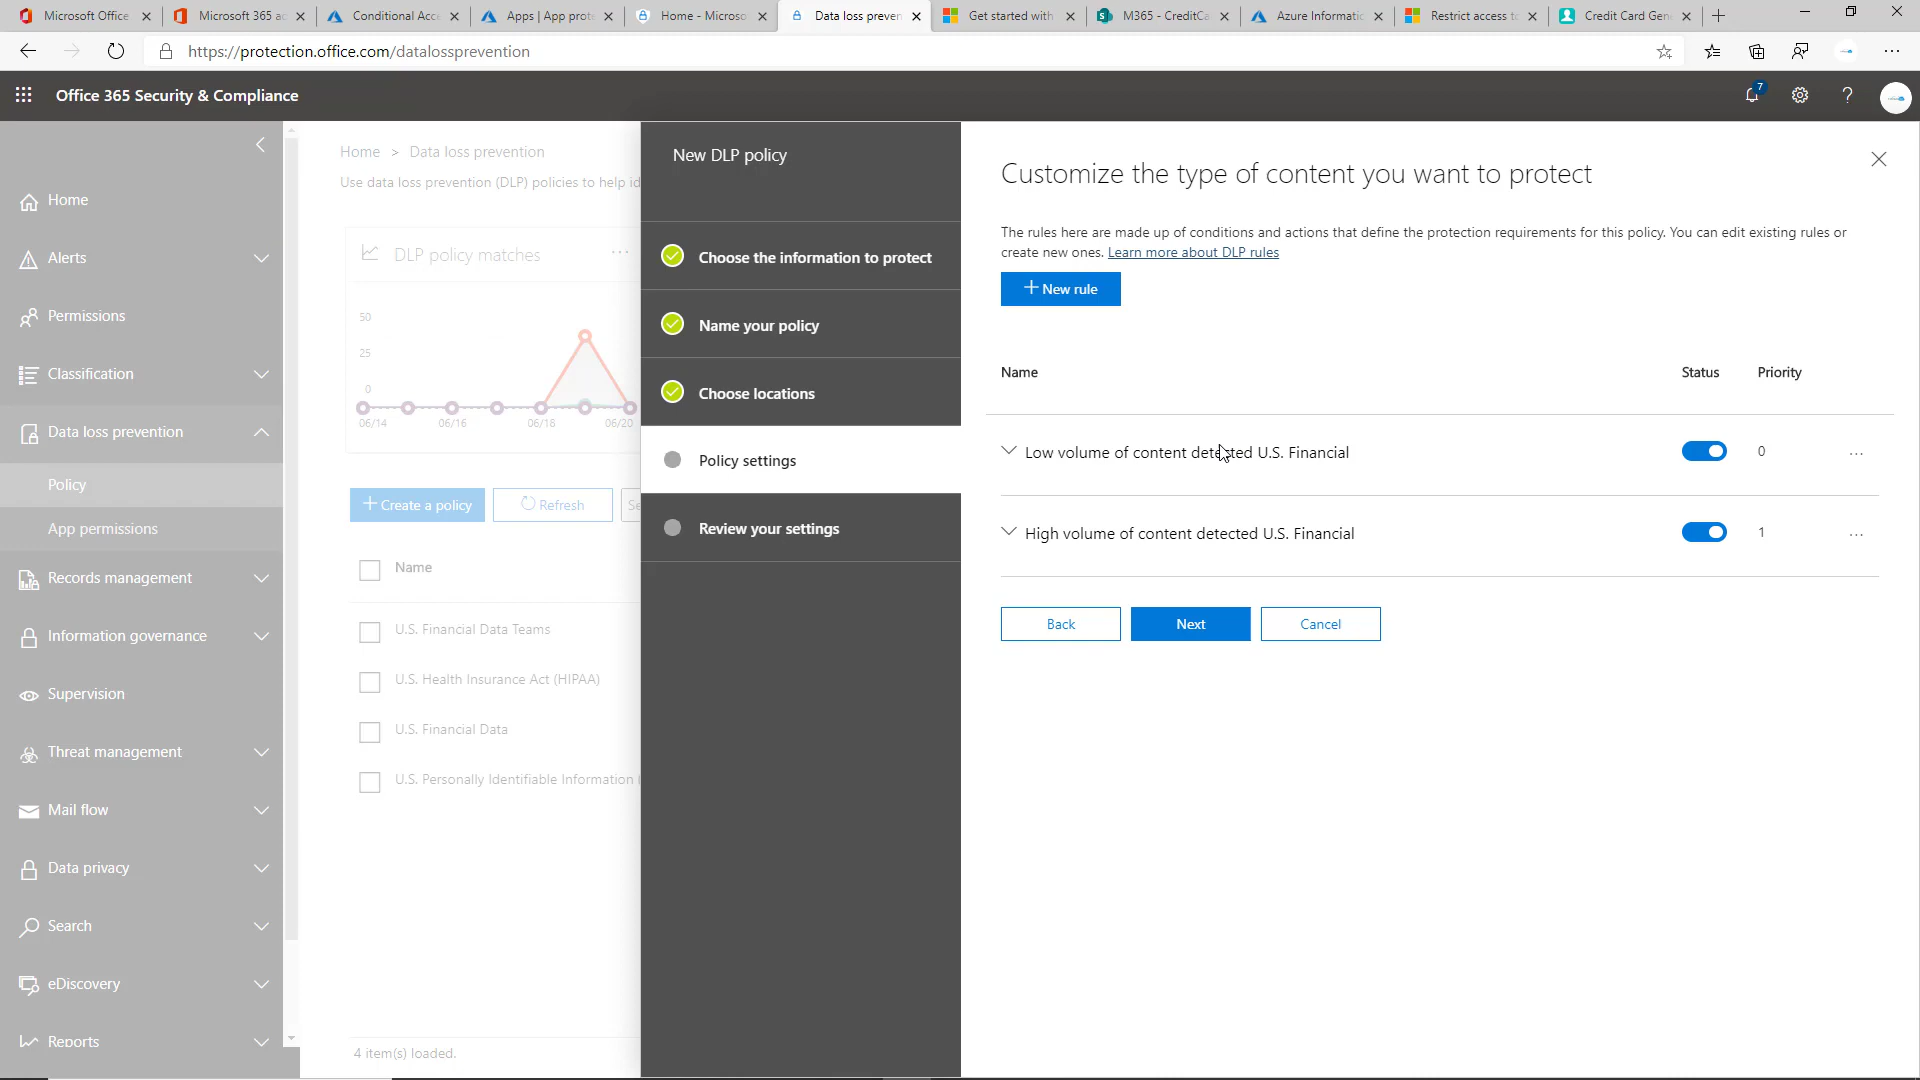 Microsoft Office
Microsoft 365 a
Conditional Acce
Apps | App prote
Home - Microso
Data loss preven
Get started with
M365 - CreditCa
Azure Informatic
Restrict access to
Credit Card Gen
https://protection.office.com/datalossprevention
Office 365 Security & Compliance
7
?
Home
Alerts
Permissions
Classification
Data loss prevention
Policy
App permissions
Records management
Information governance
Supervision
Threat management
Mail flow
Data privacy
Search
eDiscovery
Reports
Home > Data loss prevention
Use data loss prevention (DLP) policies to help id
DLP policy matches ...
50
25
0
06/14 06/16 06/18 06/20
+ Create a policy
Refresh
Se
Name
U.S. Financial Data Teams
U.S. Health Insurance Act (HIPAA)
U.S. Financial Data
U.S. Personally Identifiable Information (
4 item(s) loaded.
New DLP policy
Choose the information to protect
Name your policy
Choose locations
Policy settings
Review your settings
Customize the type of content you want to protect
The rules here are made up of conditions and actions that define the protection requirements for this policy. You can edit existing rules or
create new ones. Learn more about DLP rules
+ New rule
Name Status Priority
Low volume of content detected U.S. Financial 0 ...
High volume of content detected U.S. Financial 1 ...
Back Next Cancel